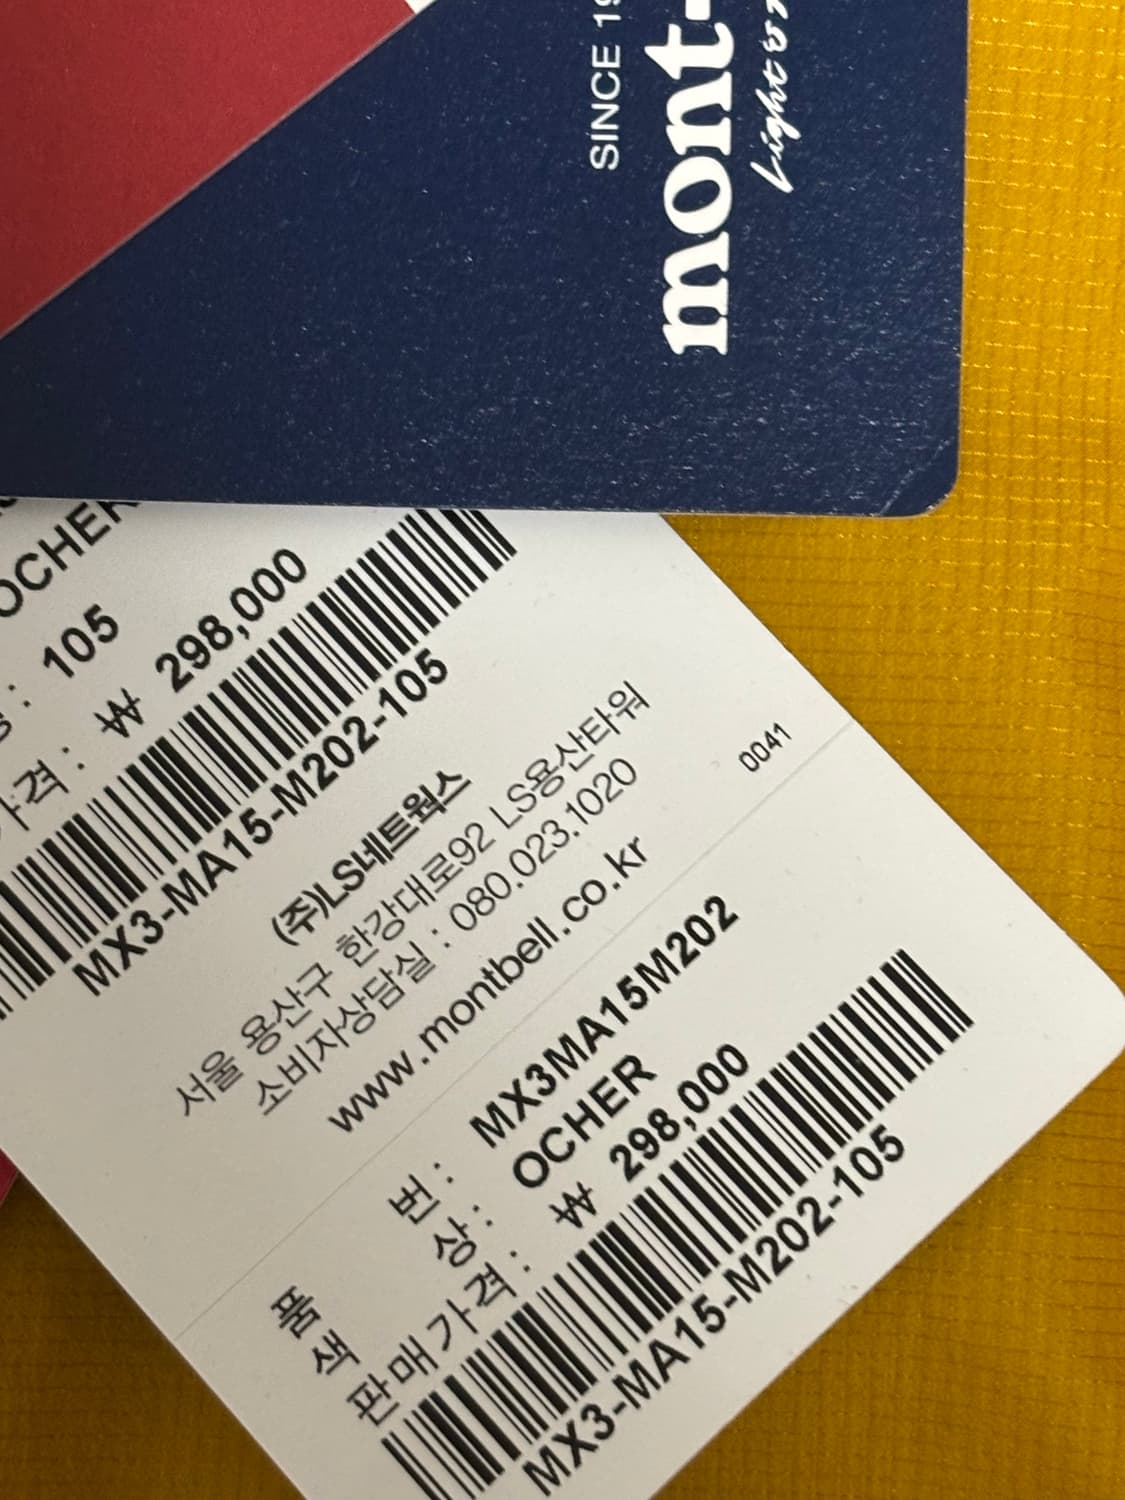 SINCE 19
mont-
Light &
OCHER
: 105
가격 : ₩ 298,000
MX3-MA15-M202-105
(주)LS네트웍스
서울 용산구 한강대로92 LS용산타워
소비자상담실 : 080.023.1020
www.montbell.co.kr
0041
품 번 : MX3MA15M202
색 상 : OCHER
판매가격 : ₩ 298,000
MX3-MA15-M202-105